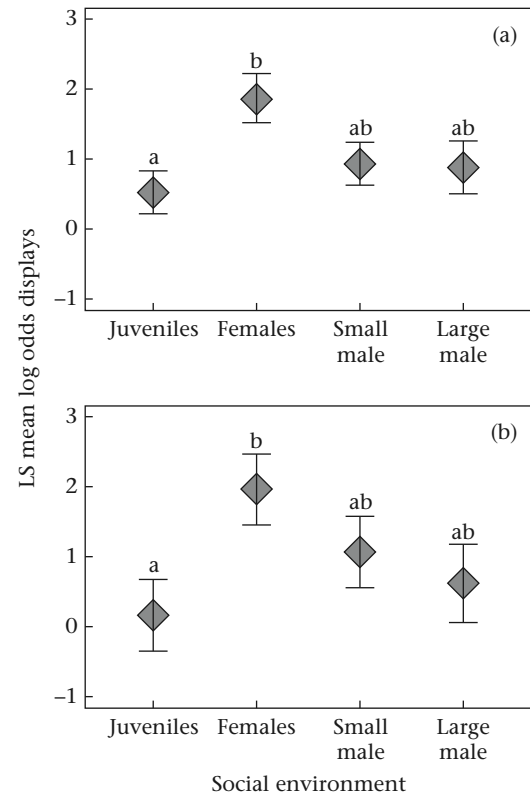 3
(a)
b
2
ab
ab
a
1
0
–1
Juveniles
Females
Small
male
Large
male
LS mean log odds displays
3
(b)
b
2
ab
ab
1
a
0
–1
Juveniles
Females
Small
male
Large
male
Social environment